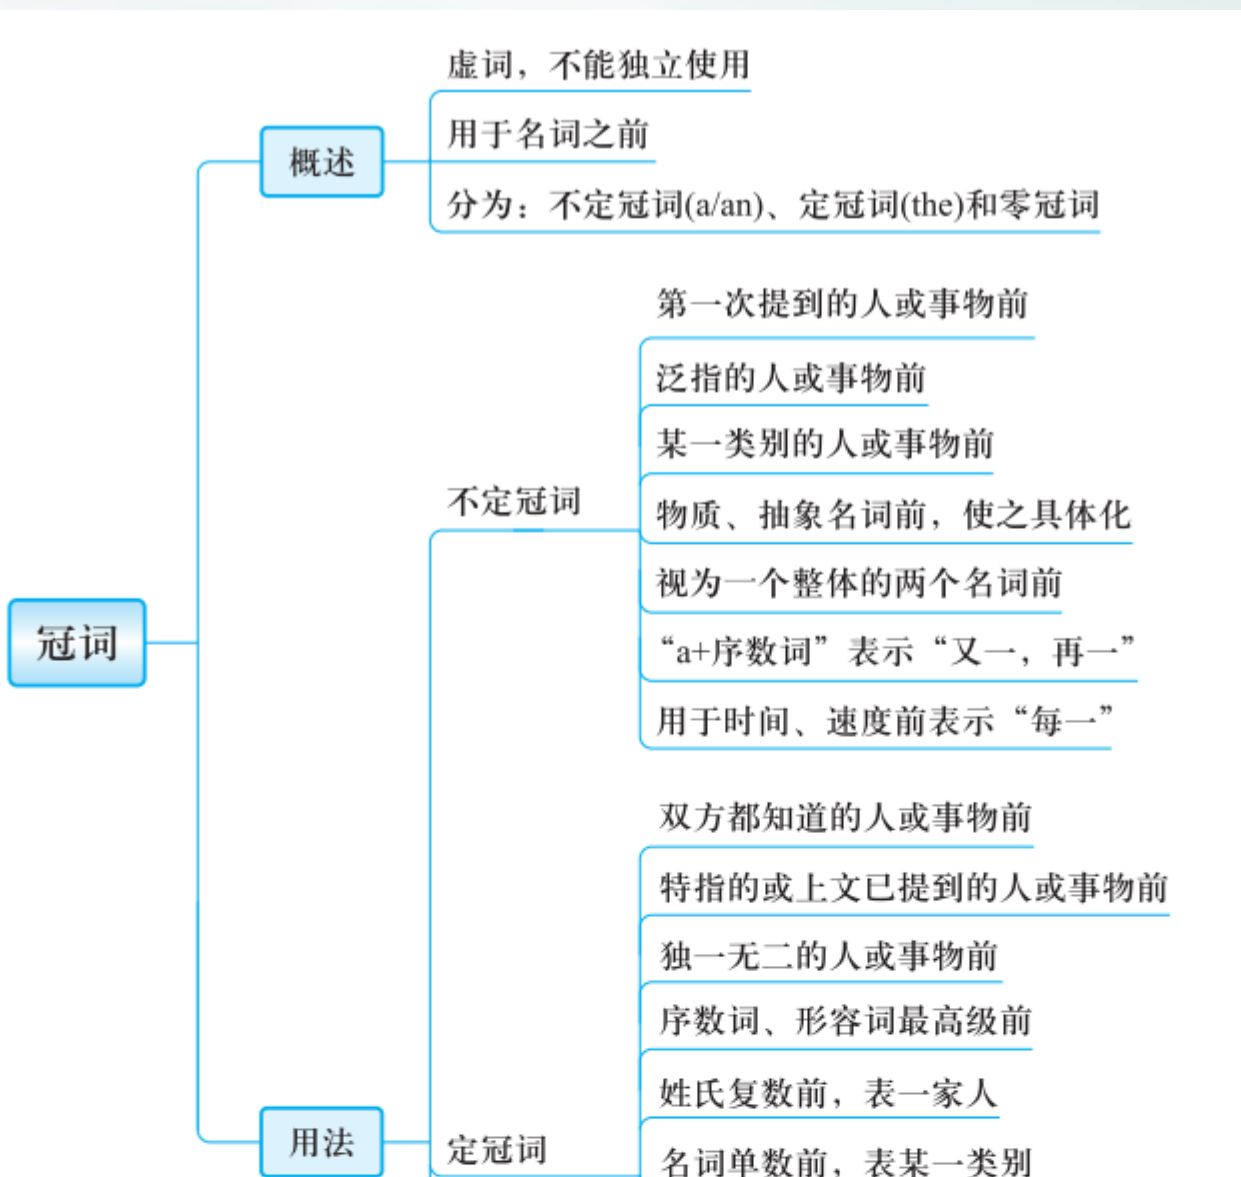 虚词，不能独立使用
用于名词之前
概述
分为：不定冠词(a/an)、定冠词(the)和零冠词
第一次提到的人或事物前
泛指的人或事物前
某一类别的人或事物前
不定冠词
物质、抽象名词前，使之具体化
视为一个整体的两个名词前
冠词
“a+序数词”表示“又一，再一”
用于时间、速度前表示“每一”
双方都知道的人或事物前
特指的或上文已提到的人或事物前
独一无二的人或事物前
序数词、形容词最高级前
姓氏复数前，表一家人
用法
定冠词
名词单数前，表某一类别